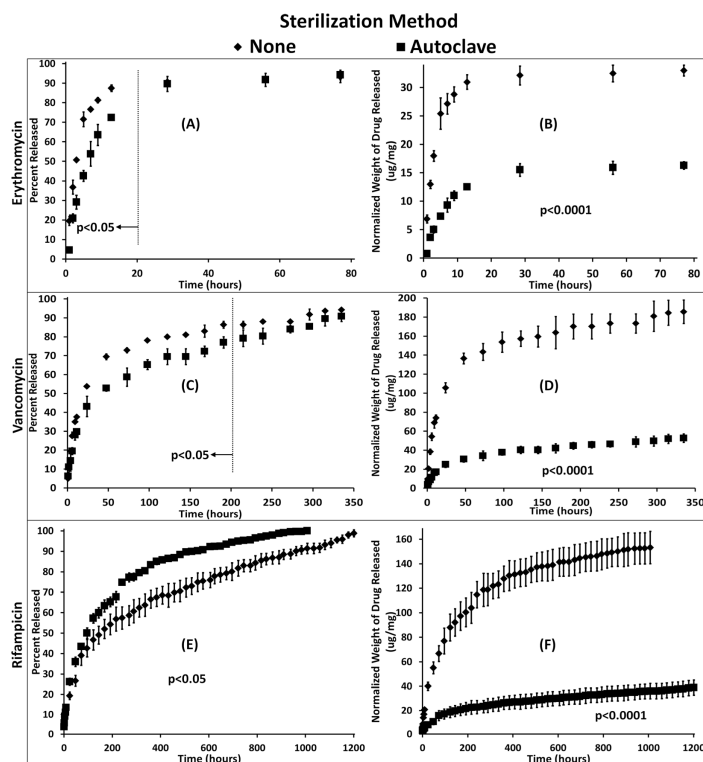 Sterilization Method
None Autoclave
Erythromycin
Percent Released
100
90
80
70
60
50
40
30
20
10
0
(A)
p<0.05
0 20 40 60 80
Time (hours)
Normalized Weight of Drug Released
(ug/mg)
30
25
20
15
10
5
0
(B)
p<0.0001
0 10 20 30 40 50 60 70 80
Time (hours)
Vancomycin
Percent Released
100
90
80
70
60
50
40
30
20
10
0
(C)
p<0.05
0 50 100 150 200 250 300 350
Time (hours)
Normalized Weight of Drug Released
(ug/mg)
200
180
160
140
120
100
80
60
40
20
0
(D)
p<0.0001
0 50 100 150 200 250 300 350
Time (hours)
Rifampicin
Percent Released
100
90
80
70
60
50
40
30
20
10
0
(E)
p<0.05
0 200 400 600 800 1000 1200
Time (hours)
Normalized Weight of Drug Released
(ug/mg)
160
140
120
100
80
60
40
20
0
(F)
p<0.0001
0 200 400 600 800 1000 1200
Time (hours)